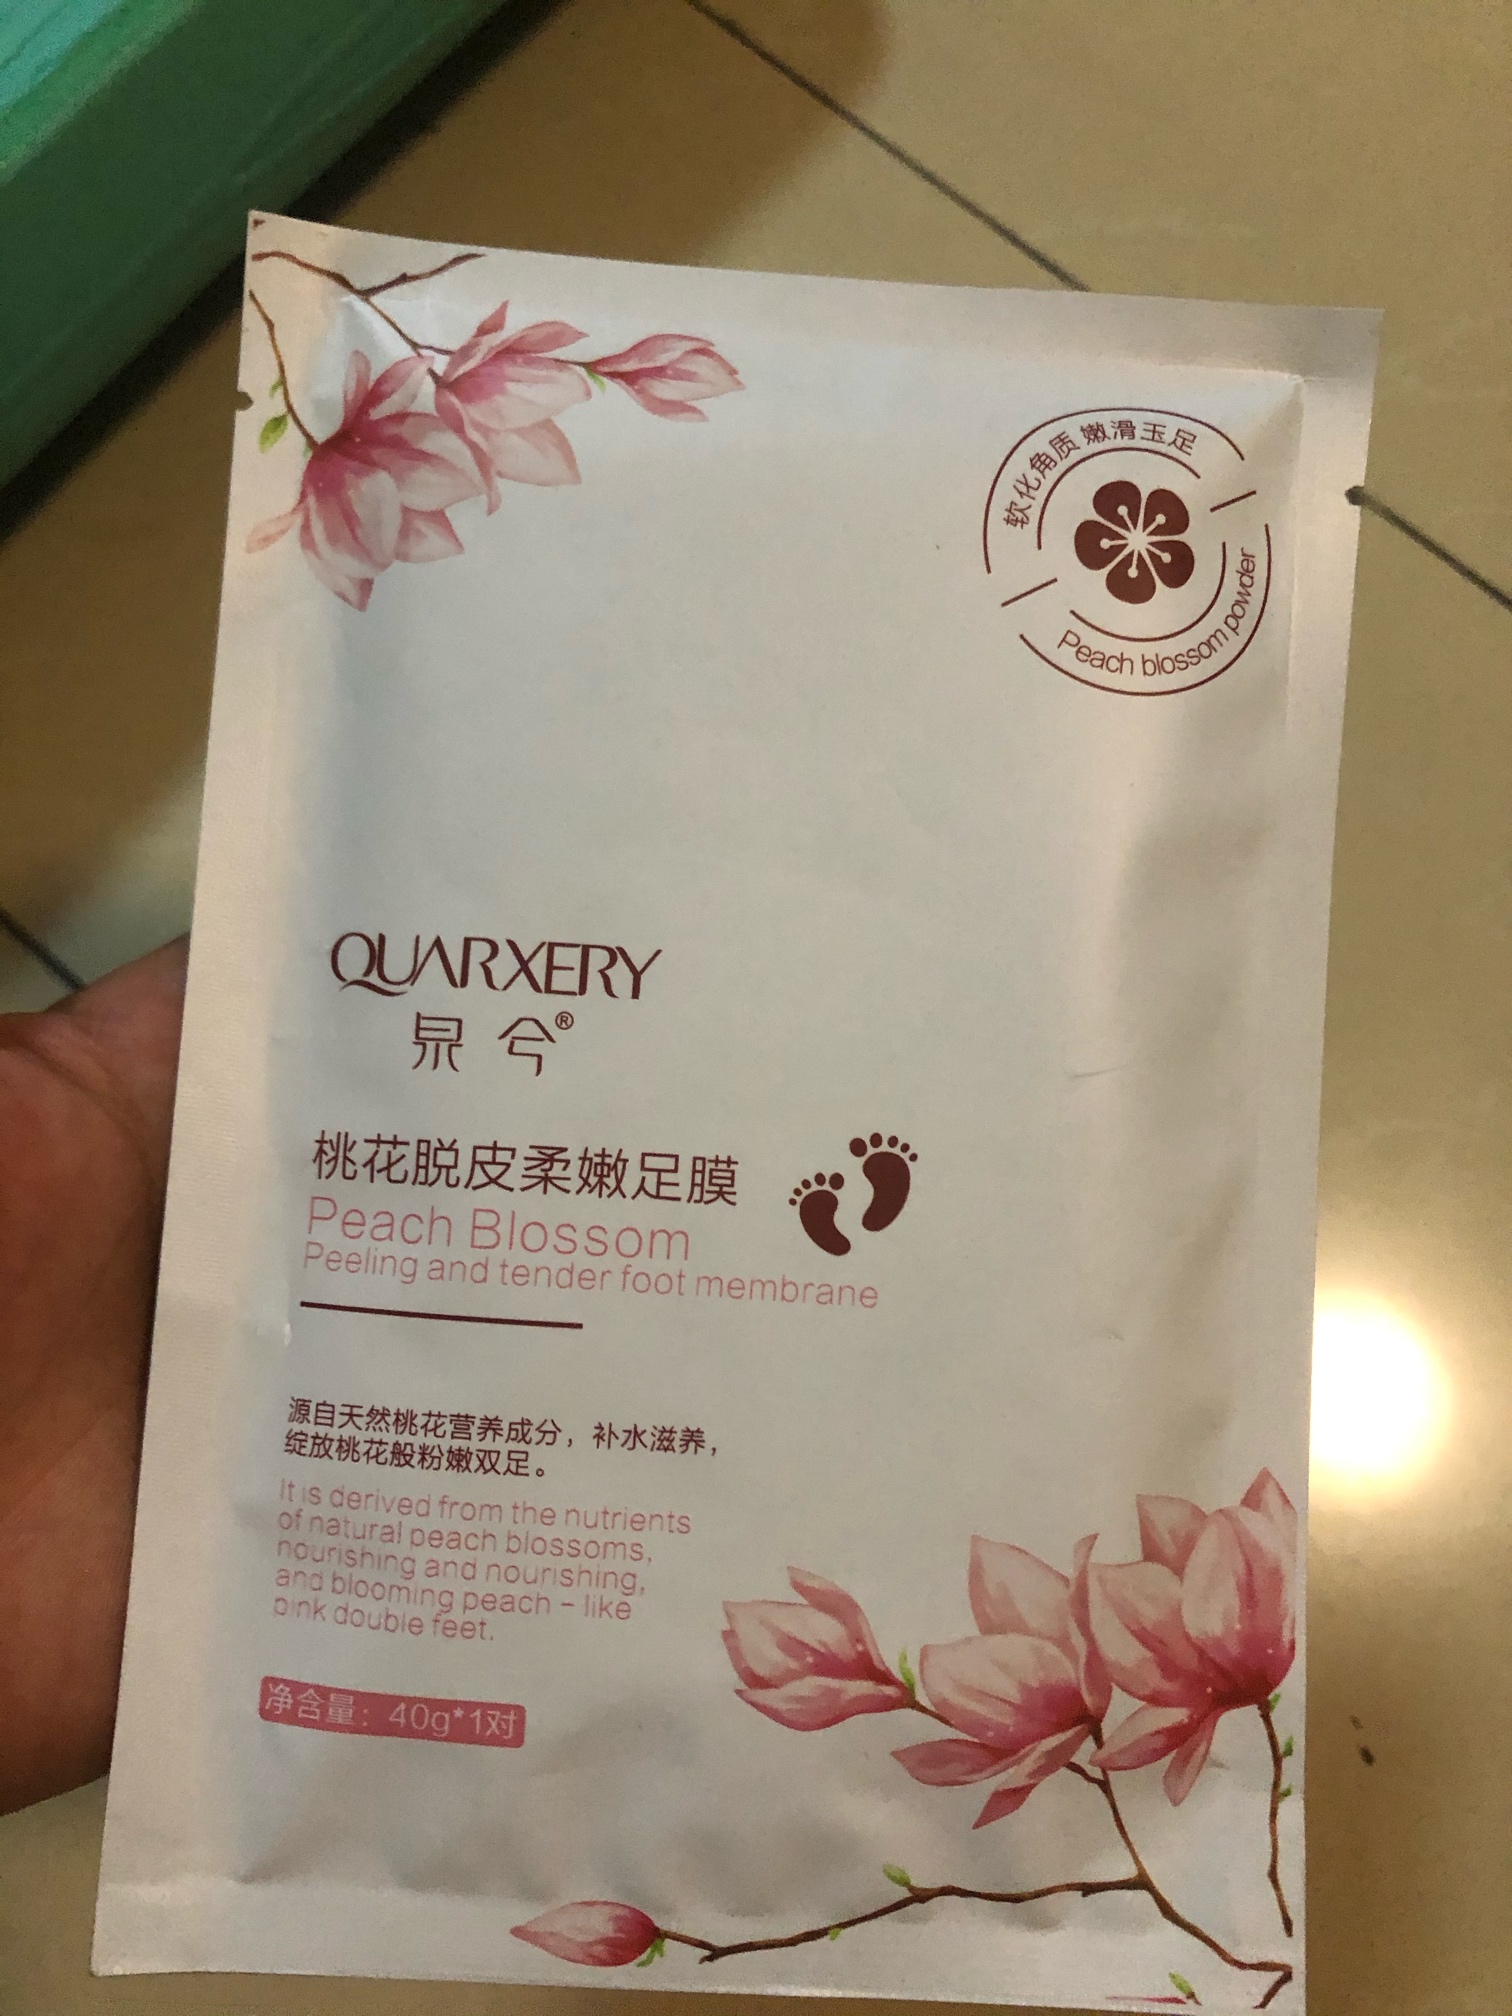 软化角质 嫩滑玉足
Peach blossom powder
QUARXERY
泉兮®
桃花脱皮柔嫩足膜
Peach Blossom
Peeling and tender foot membrane
源自天然桃花营养成分，补水滋养，
绽放桃花般粉嫩双足。
It is derived from the nutrients
of natural peach blossoms,
nourishing and nourishing,
and blooming peach - like
pink double feet.
净含量：40g*1对